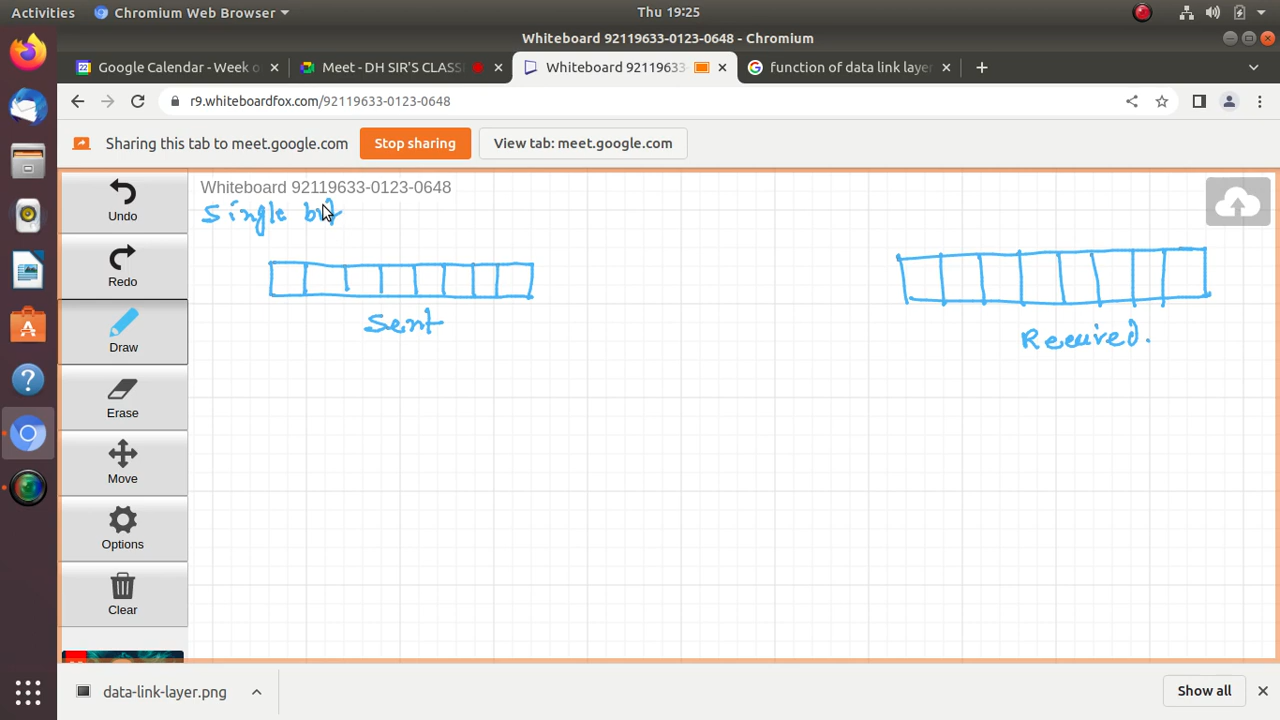 Activities Chromium Web Browser Thu 19:25
Whiteboard 92119633-0123-0648 - Chromium
Google Calendar - Week o Meet - DH SIR'S CLASS Whiteboard 92119633- function of data link layer
r9.whiteboardfox.com/92119633-0123-0648
Sharing this tab to meet.google.com Stop sharing View tab: meet.google.com
Whiteboard 92119633-0123-0648
Single bit
Undo
Redo
Draw
Erase
Move
Options
Clear
Sent
Received.
data-link-layer.png Show all